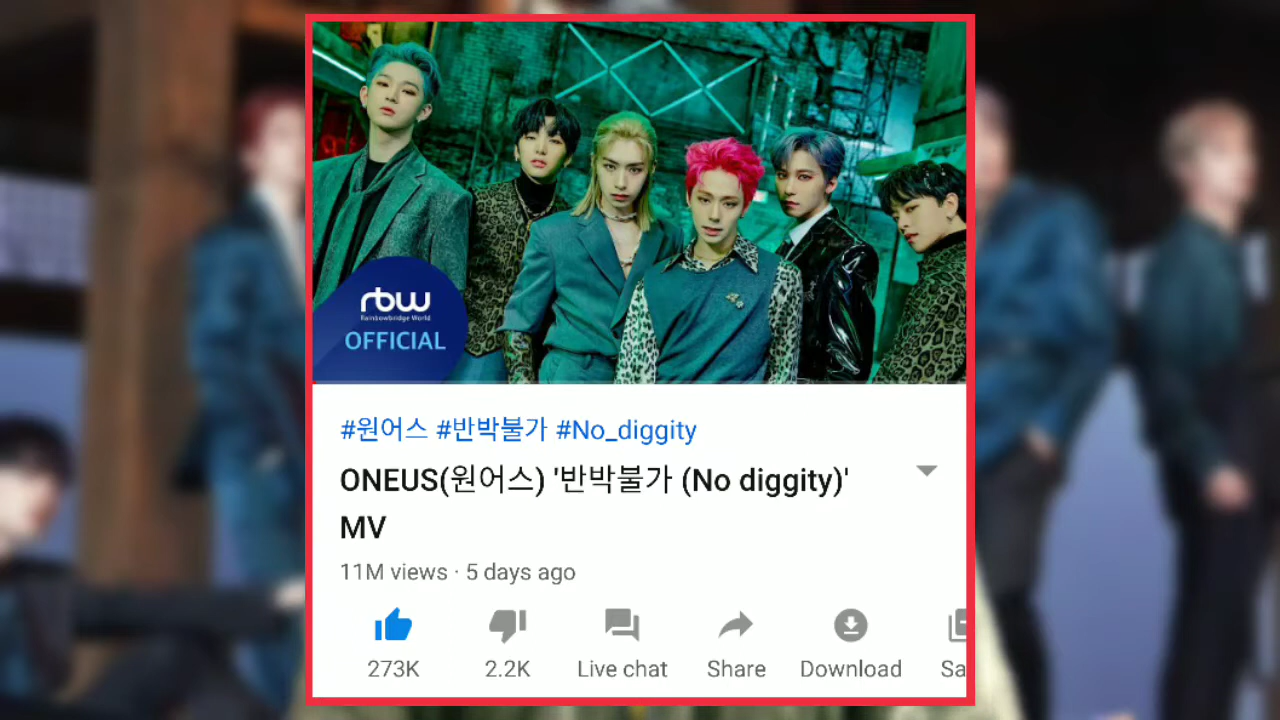 rbw
Rainbowbridge World
OFFICIAL
#원어스 #반박불가 #No_diggity
ONEUS(원어스) '반박불가 (No diggity)'
MV
11M views · 5 days ago
273K 2.2K Live chat Share Download Sa